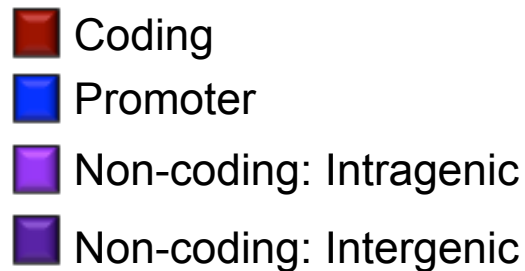 Coding
Promoter
Non-coding: Intragenic
Non-coding: Intergenic